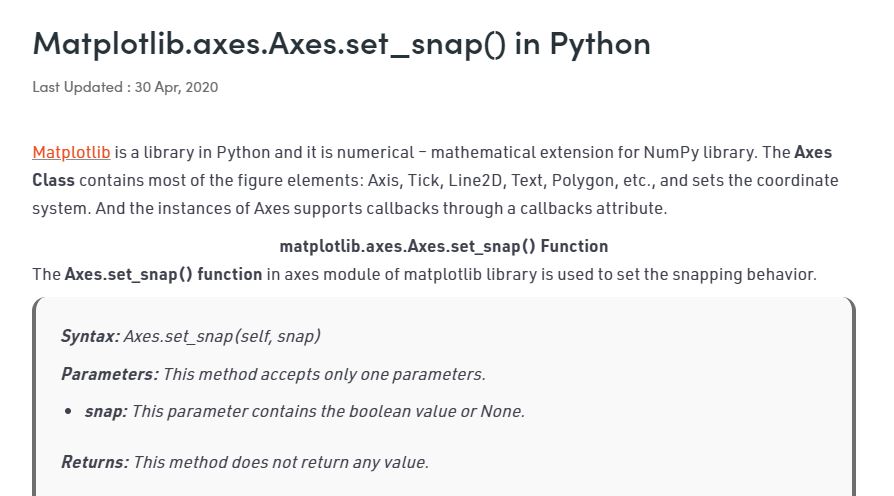 Matplotlib.axes.Axes.set_snap() in Python
Last Updated : 30 Apr, 2020
Matplotlib is a library in Python and it is numerical – mathematical extension for NumPy library. The Axes
Class contains most of the figure elements: Axis, Tick, Line2D, Text, Polygon, etc., and sets the coordinate
system. And the instances of Axes supports callbacks through a callbacks attribute.
matplotlib.axes.Axes.set_snap() Function
The Axes.set_snap() function in axes module of matplotlib library is used to set the snapping behavior.
Syntax: Axes.set_snap(self, snap)
Parameters: This method accepts only one parameters.
• snap: This parameter contains the boolean value or None.
Returns: This method does not return any value.